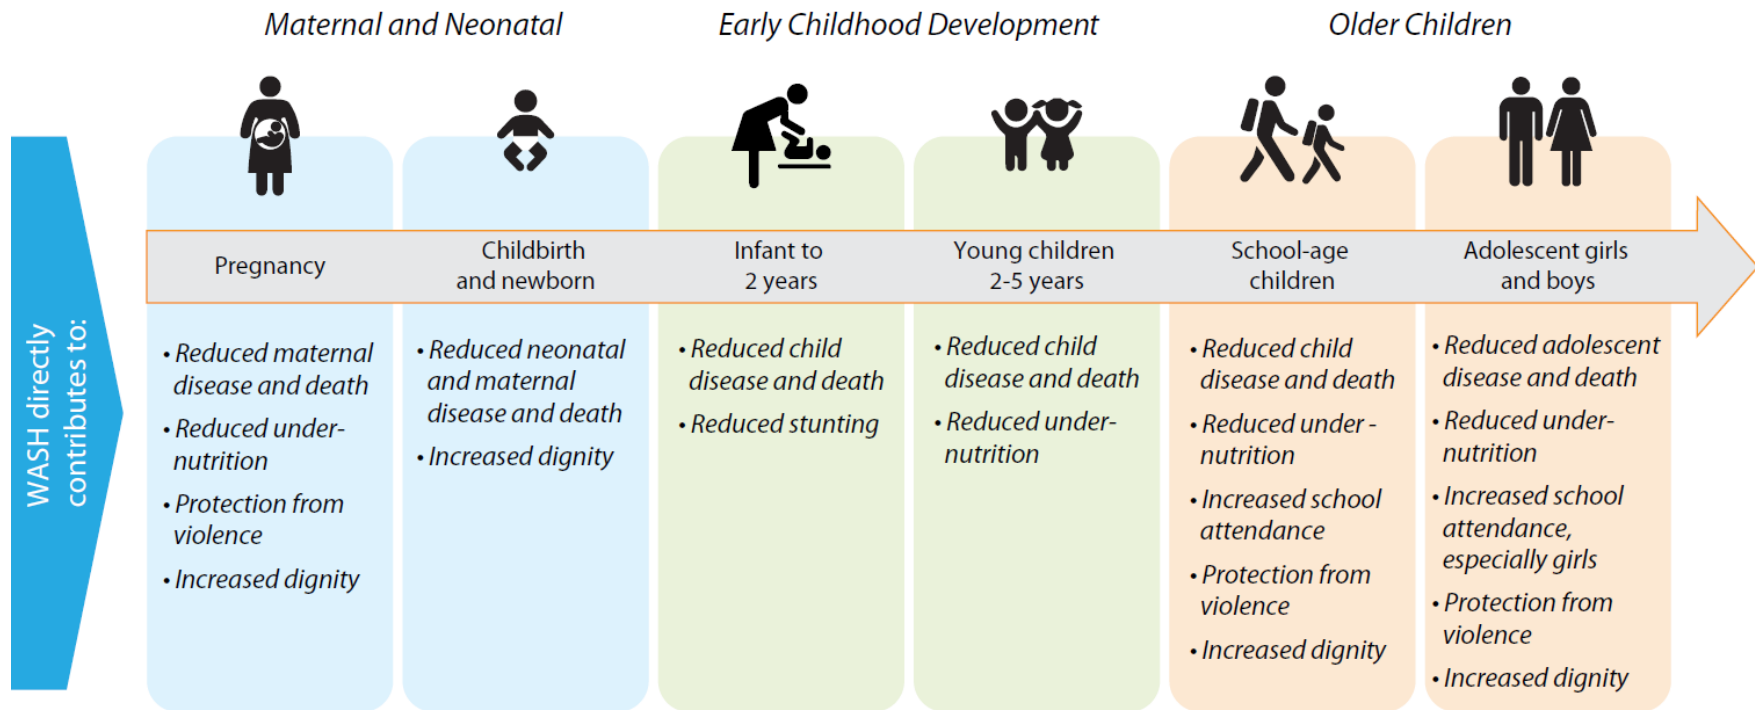 Maternal and Neonatal
Early Childhood Development
Older Children
WASH directly
contributes to:
Pregnancy
• Reduced maternal
disease and death
• Reduced under-
nutrition
• Protection from
violence
• Increased dignity
Childbirth
and newborn
• Reduced neonatal
and maternal
disease and death
• Increased dignity
Infant to
2 years
• Reduced child
disease and death
• Reduced stunting
Young children
2-5 years
• Reduced child
disease and death
• Reduced under-
nutrition
School-age
children
• Reduced child
disease and death
• Reduced under -
nutrition
• Increased school
attendance
• Protection from
violence
• Increased dignity
Adolescent girls
and boys
• Reduced adolescent
disease and death
• Reduced under-
nutrition
• Increased school
attendance,
especially girls
• Protection from
violence
• Increased dignity